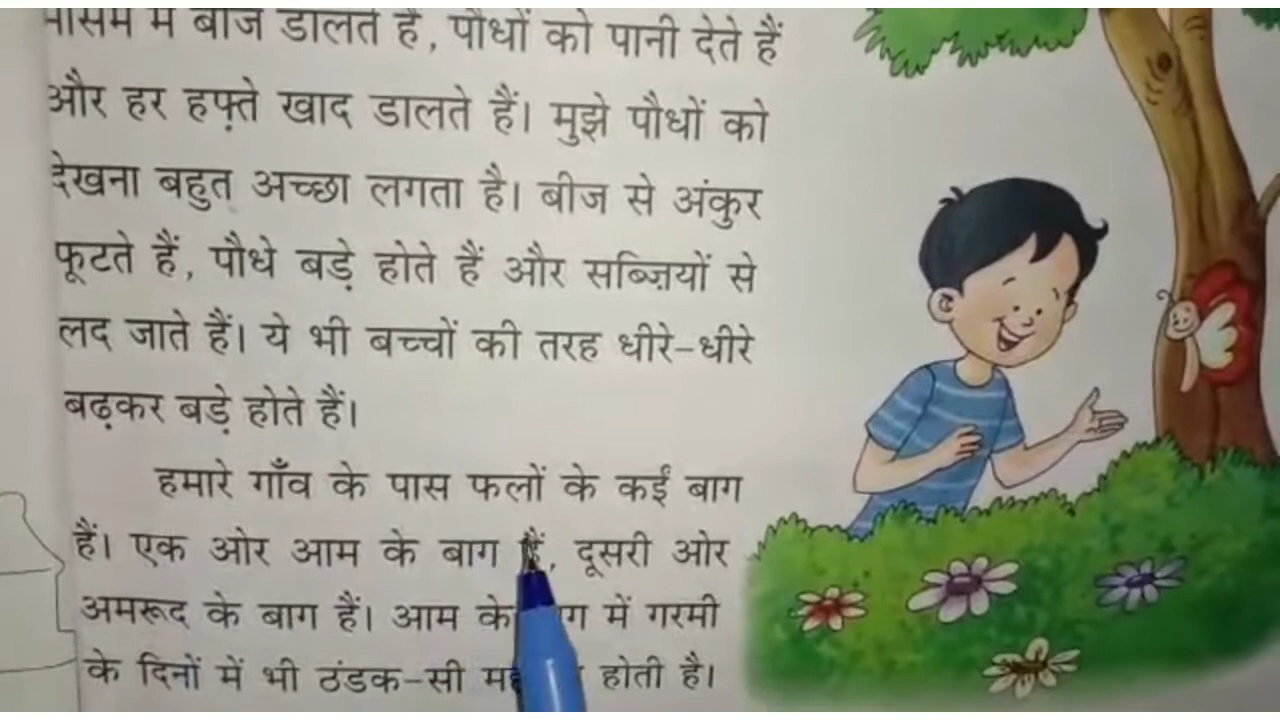 मौसम में बीज डालते हैं, पौधों को पानी देते हैं
और हर हफ़्ते खाद डालते हैं। मुझे पौधों को
देखना बहुत अच्छा लगता है। बीज से अंकुर
फूटते हैं, पौधे बड़े होते हैं और सब्ज़ियों से
लद जाते हैं। ये भी बच्चों की तरह धीरे-धीरे
बढ़कर बड़े होते हैं।
हमारे गाँव के पास फलों के कई बाग
हैं। एक ओर आम के बाग हैं, दूसरी ओर
अमरूद के बाग हैं। आम के में गरमी
के दिनों में भी ठंडक-सी होती है।